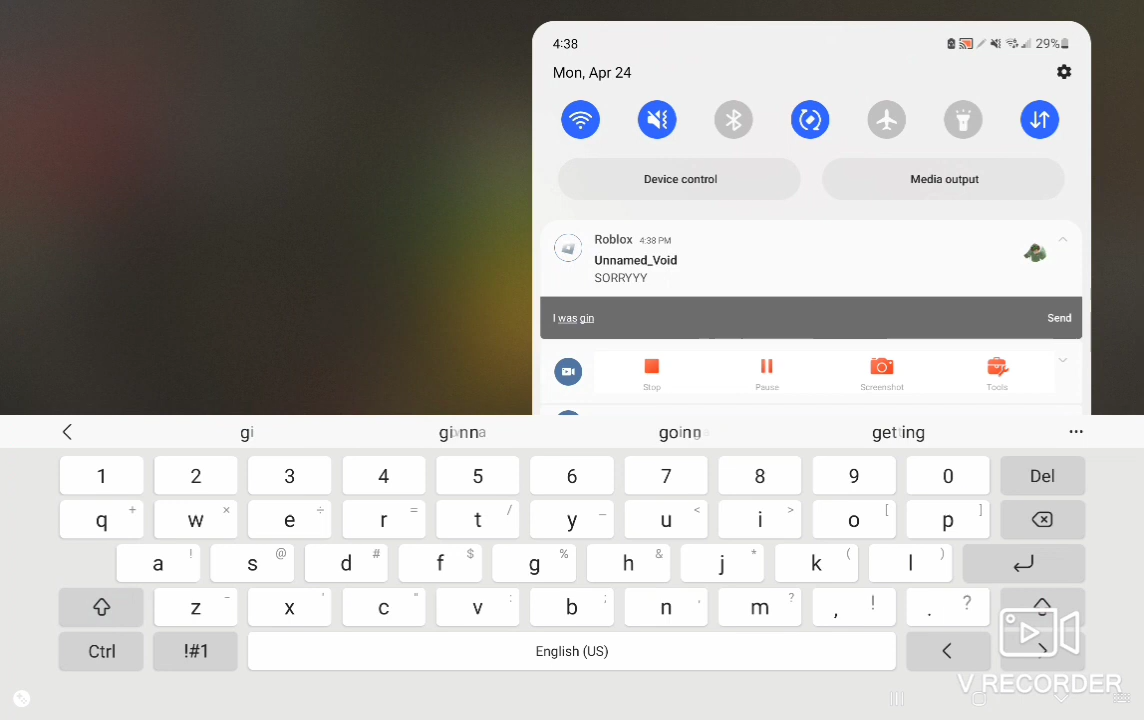 4:38
29%
Mon, Apr 24
Device control
Media output
Roblox 4:38 PM
Unnamed_Void
SORRYYY
I was gin
Send
Stop
Pause
Screenshot
Tools
gi
getting
1 2 3 4 5 6 7 8 9 0 Del
q + w × e ÷ r = t / y _ u < i > o [ p ]
a ! s @ d # f $ g % h & j * k ( l )
z - x ' c " v : b ; n , m ? , ! . ?
Ctrl !#1 English (US) < >
V RECORDER